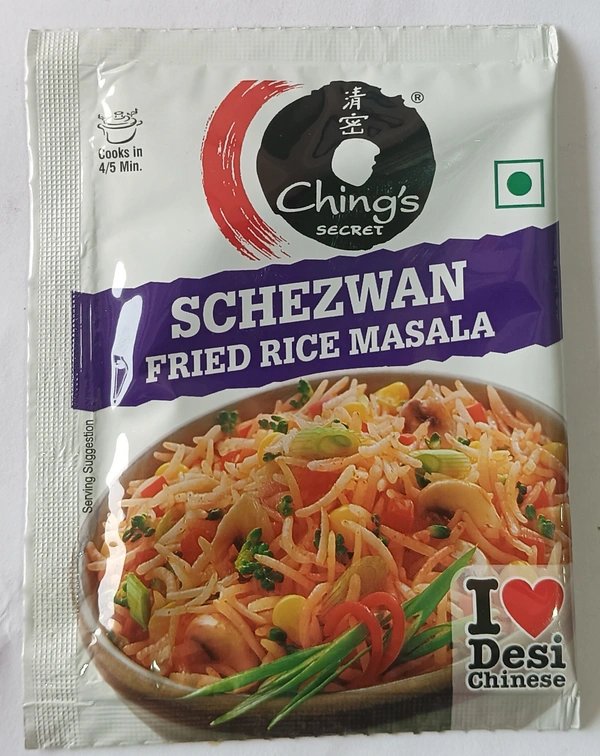 清
密
®
Ching's
SECRET
Cooks in
4/5 Min.
SCHEZWAN
FRIED RICE MASALA
Serving Suggestion
I ❤
Desi
Chinese